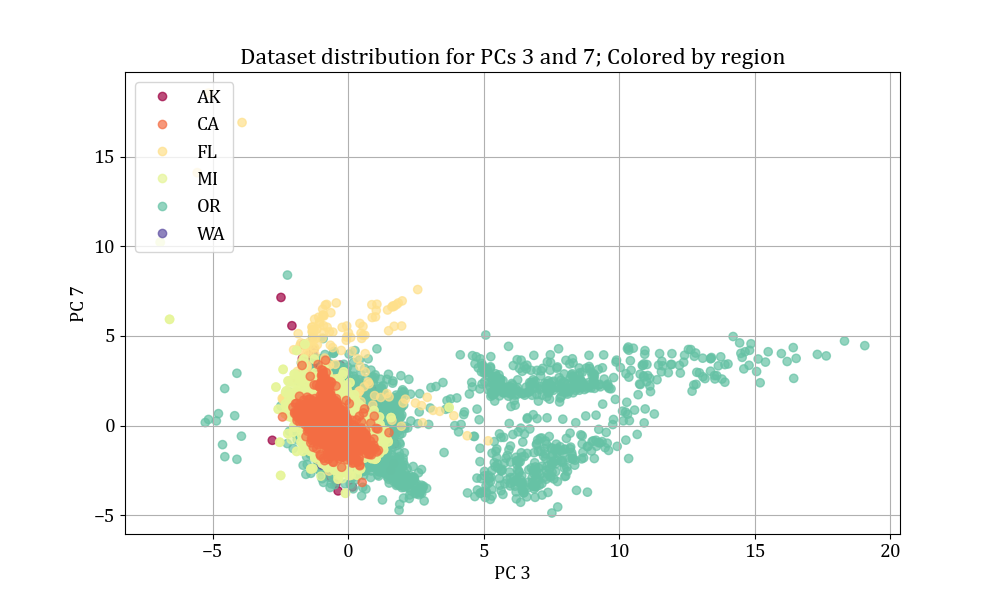 Dataset distribution for PCs 3 and 7; Colored by region
AK
CA
FL
MI
OR
WA
15
10
5
0
−5
PC 7
−5
0
5
10
15
20
PC 3